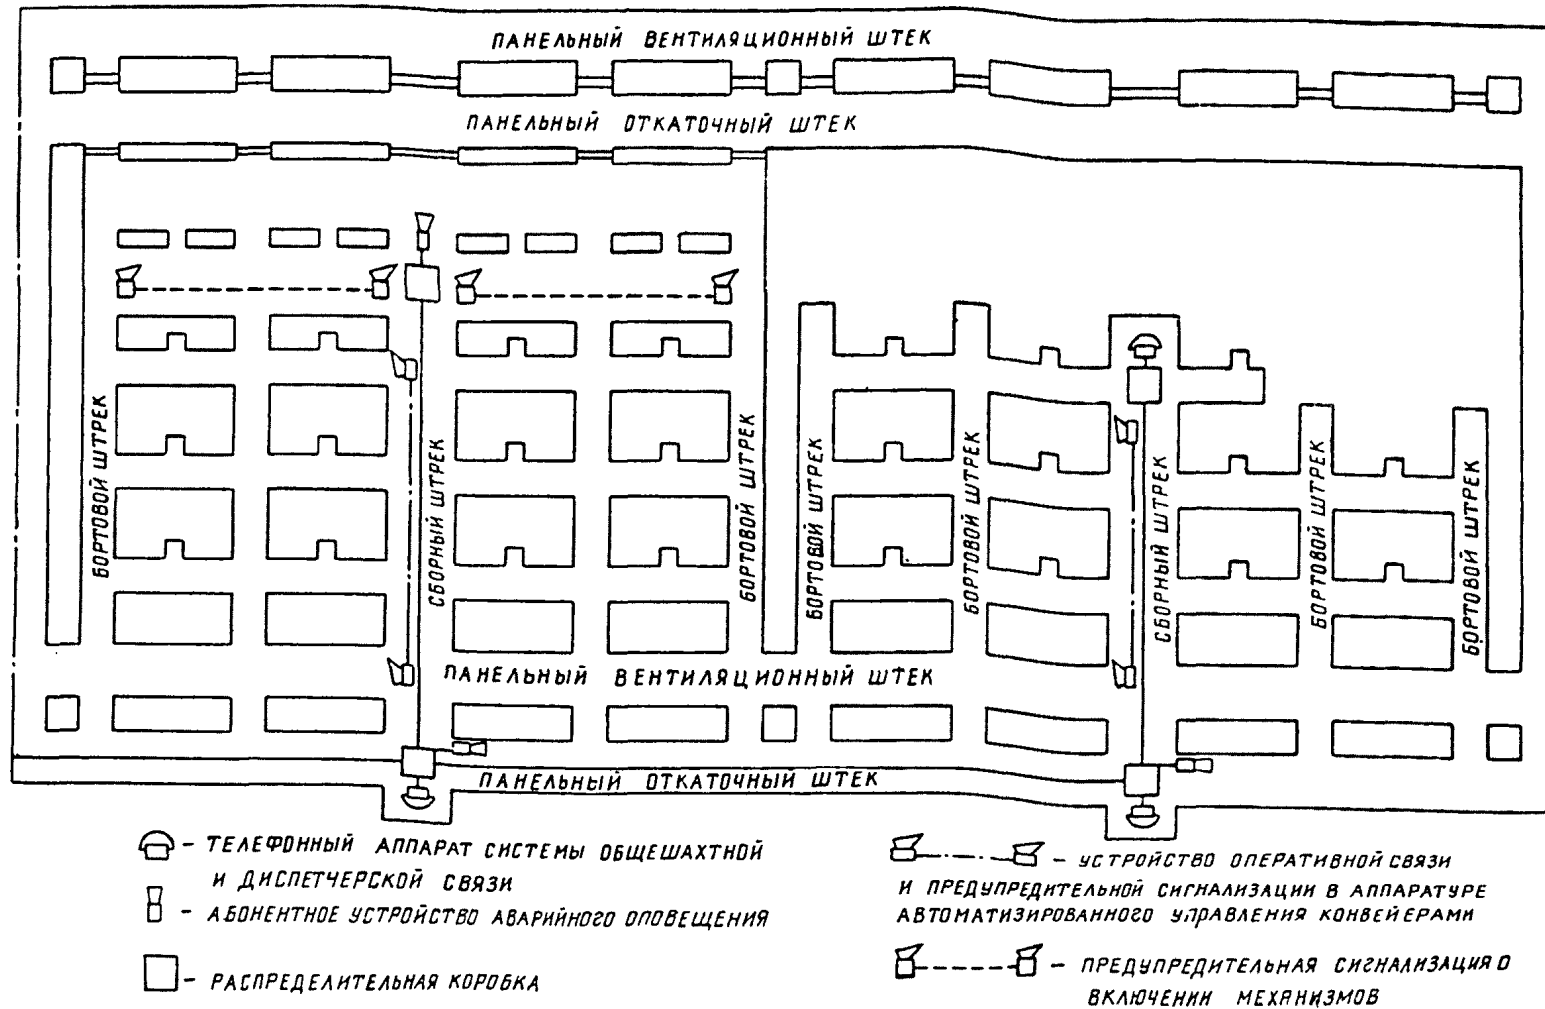 ПАНЕЛЬНЫЙ ВЕНТИЛЯЦИОННЫЙ ШТЕК
ПАНЕЛЬНЫЙ ОТКАТОЧНЫЙ ШТЕК
БОРТОВОЙ ШТРЕК
СБОРНЫЙ ШТРЕК
БОРТОВОЙ ШТРЕК
БОРТОВОЙ ШТРЕК
БОРТОВОЙ ШТРЕК
СБОРНЫЙ ШТРЕК
БОРТОВОЙ ШТРЕК
БОРТОВОЙ ШТРЕК
ПАНЕЛЬНЫЙ ВЕНТИЛЯЦИОННЫЙ ШТЕК
ПАНЕЛЬНЫЙ ОТКАТОЧНЫЙ ШТЕК
- ТЕЛЕФОННЫЙ АППАРАТ СИСТЕМЫ ОБЩЕШАХТНОЙ
И ДИСПЕТЧЕРСКОЙ СВЯЗИ
- АБОНЕНТНОЕ УСТРОЙСТВО АВАРИЙНОГО ОПОВЕЩЕНИЯ
- РАСПРЕДЕЛИТЕЛЬНАЯ КОРОБКА
- УСТРОЙСТВО ОПЕРАТИВНОЙ СВЯЗИ
И ПРЕДУПРЕДИТЕЛЬНОЙ СИГНАЛИЗАЦИИ В АППАРАТУРЕ
АВТОМАТИЗИРОВАННОГО УПРАВЛЕНИЯ КОНВЕЙЕРАМИ
- ПРЕДУПРЕДИТЕЛЬНАЯ СИГНАЛИЗАЦИЯ О
ВКЛЮЧЕНИИ МЕХАНИЗМОВ